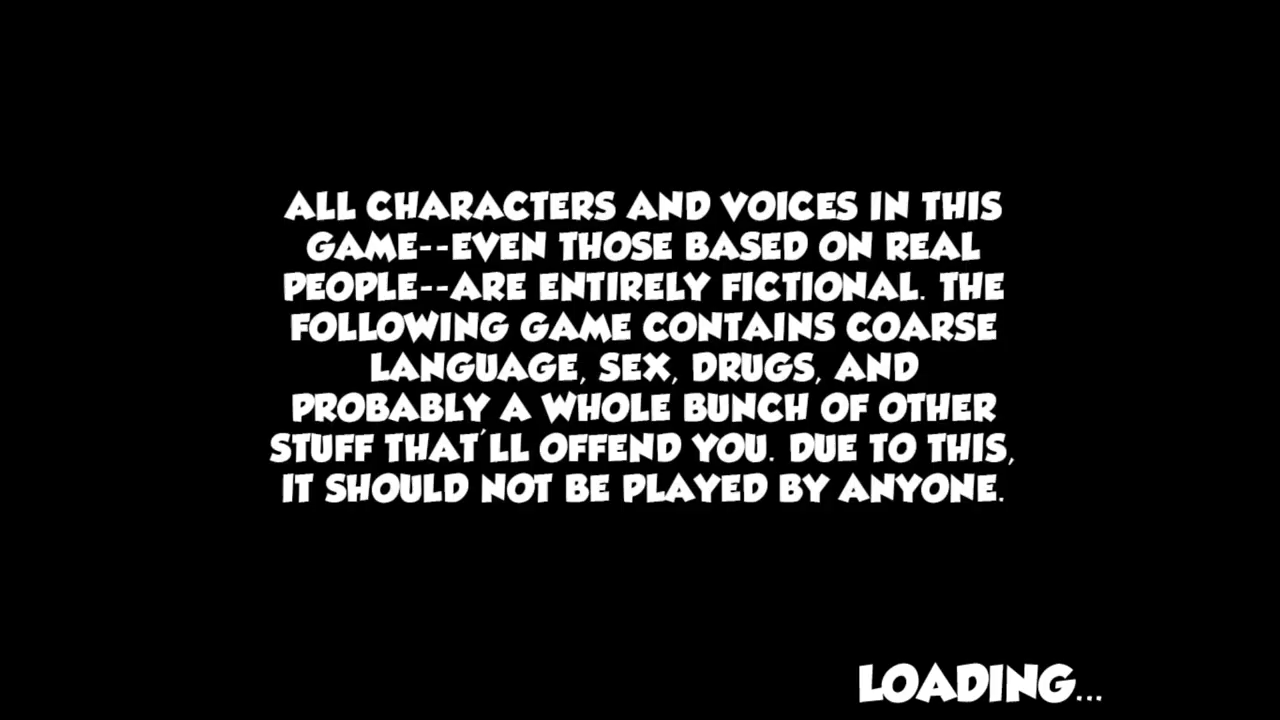 ALL CHARACTERS AND VOICES IN THIS
GAME--EVEN THOSE BASED ON REAL
PEOPLE--ARE ENTIRELY FICTIONAL. THE
FOLLOWING GAME CONTAINS COARSE
LANGUAGE, SEX, DRUGS, AND
PROBABLY A WHOLE BUNCH OF OTHER
STUFF THAT'LL OFFEND YOU. DUE TO THIS,
IT SHOULD NOT BE PLAYED BY ANYONE.
LOADING...